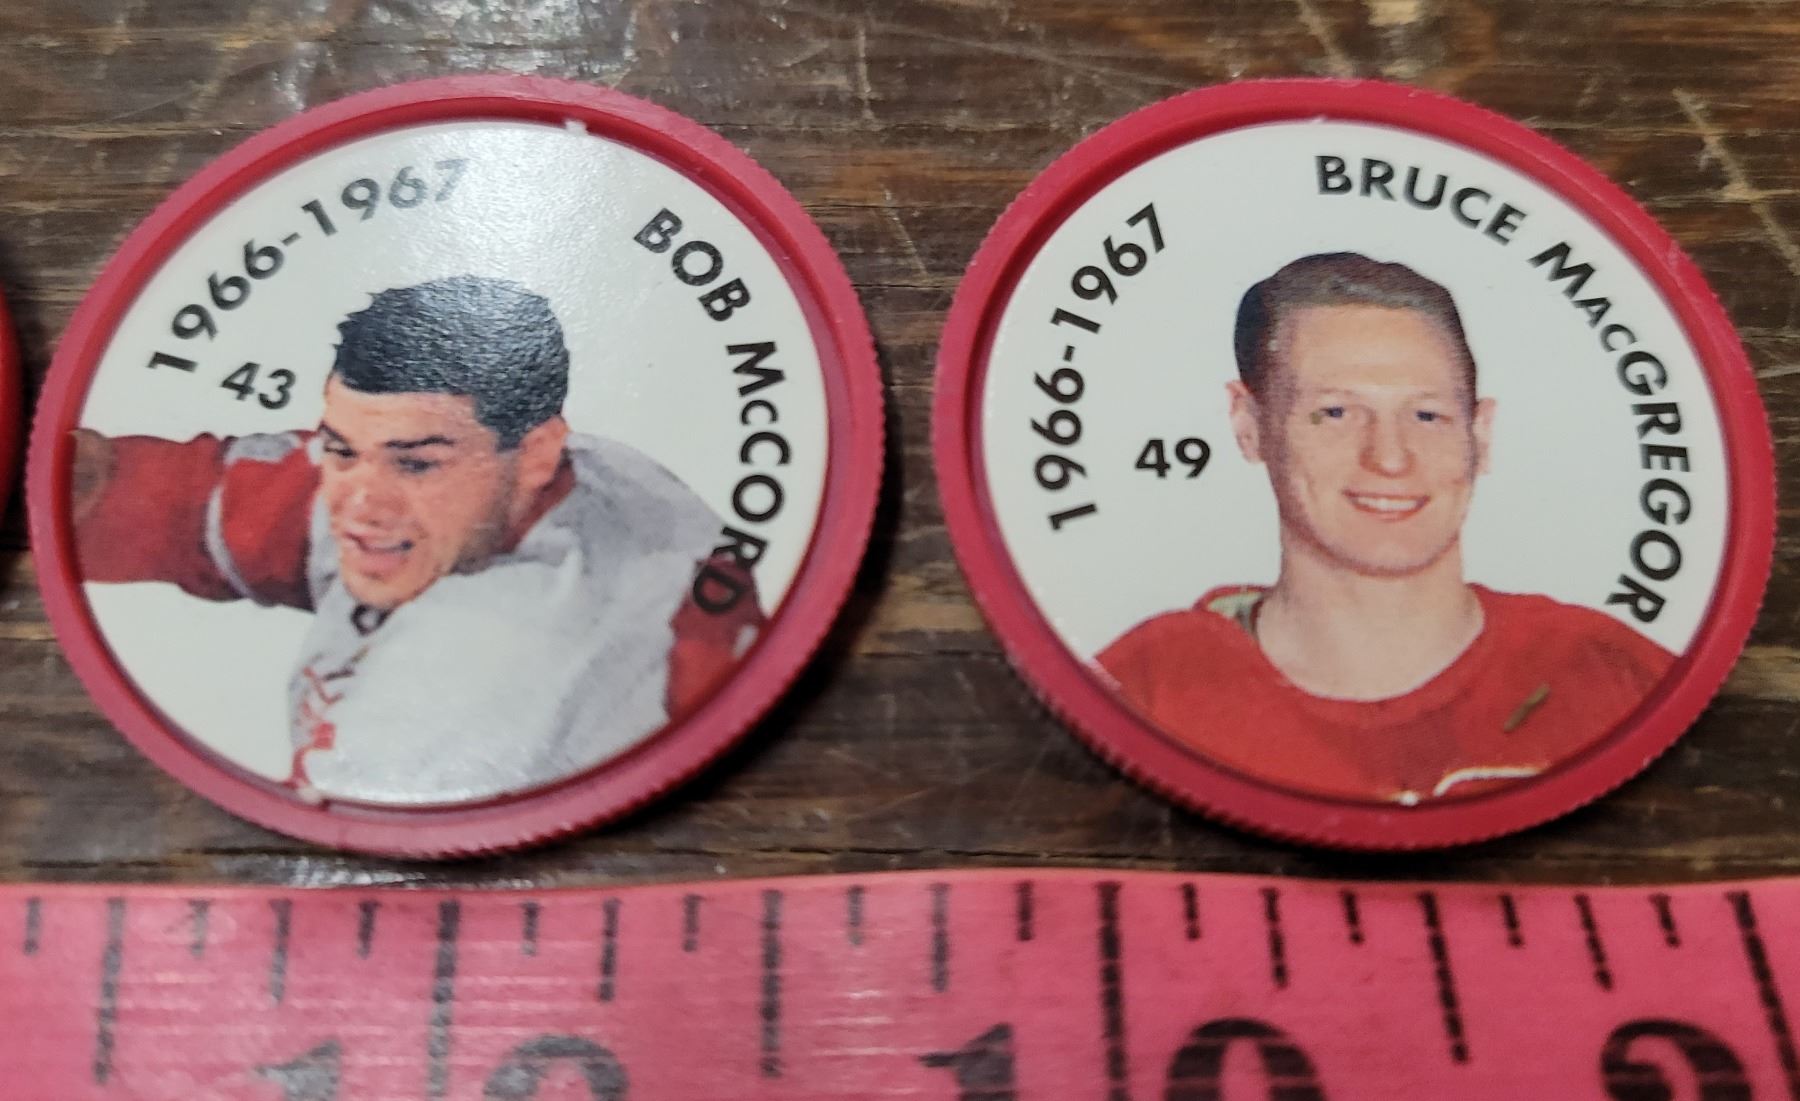 1966-1967
BOB McCORD
43
1966-1967
BRUCE MacGREGOR
49